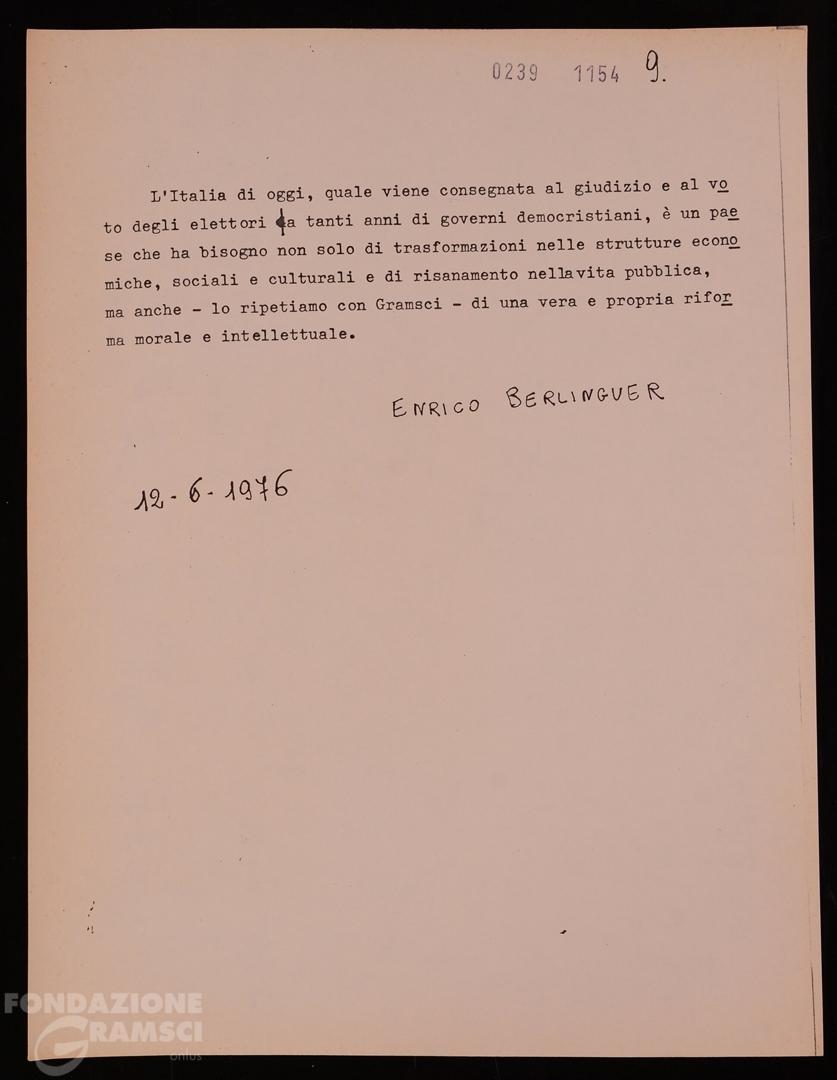 0239 1154 9.
L'Italia di oggi, quale viene consegnata al giudizio e al vo
to degli elettori da tanti anni di governi democristiani, è un pae
se che ha bisogno non solo di trasformazioni nelle strutture econo
miche, sociali e culturali e di risanamento nellavita pubblica,
ma anche - lo ripetiamo con Gramsci - di una vera e propria rifor
ma morale e intellettuale.
ENRICO BERLINGUER
12-6-1976
FONDAZIONE
GRAMSCI
onlus